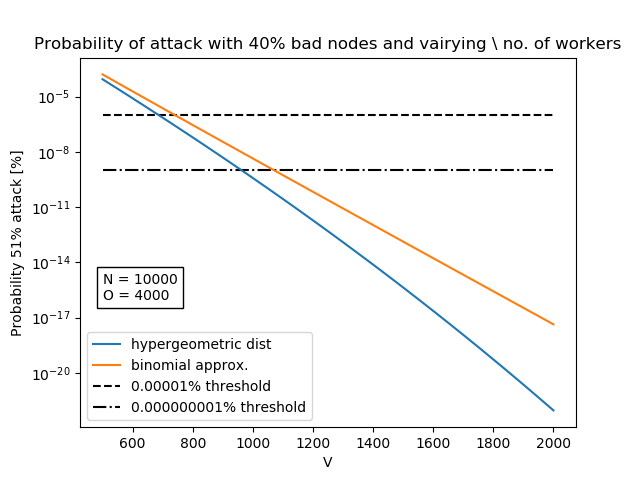 Probability of attack with 40% bad nodes and vairying \ no. of workers
Probability 51% attack [%]
10⁻⁵
10⁻⁸
10⁻¹¹
10⁻¹⁴
10⁻¹⁷
10⁻²⁰
N = 10000
O = 4000
hypergeometric dist
binomial approx.
0.00001% threshold
0.000000001% threshold
600 800 1000 1200 1400 1600 1800 2000
V